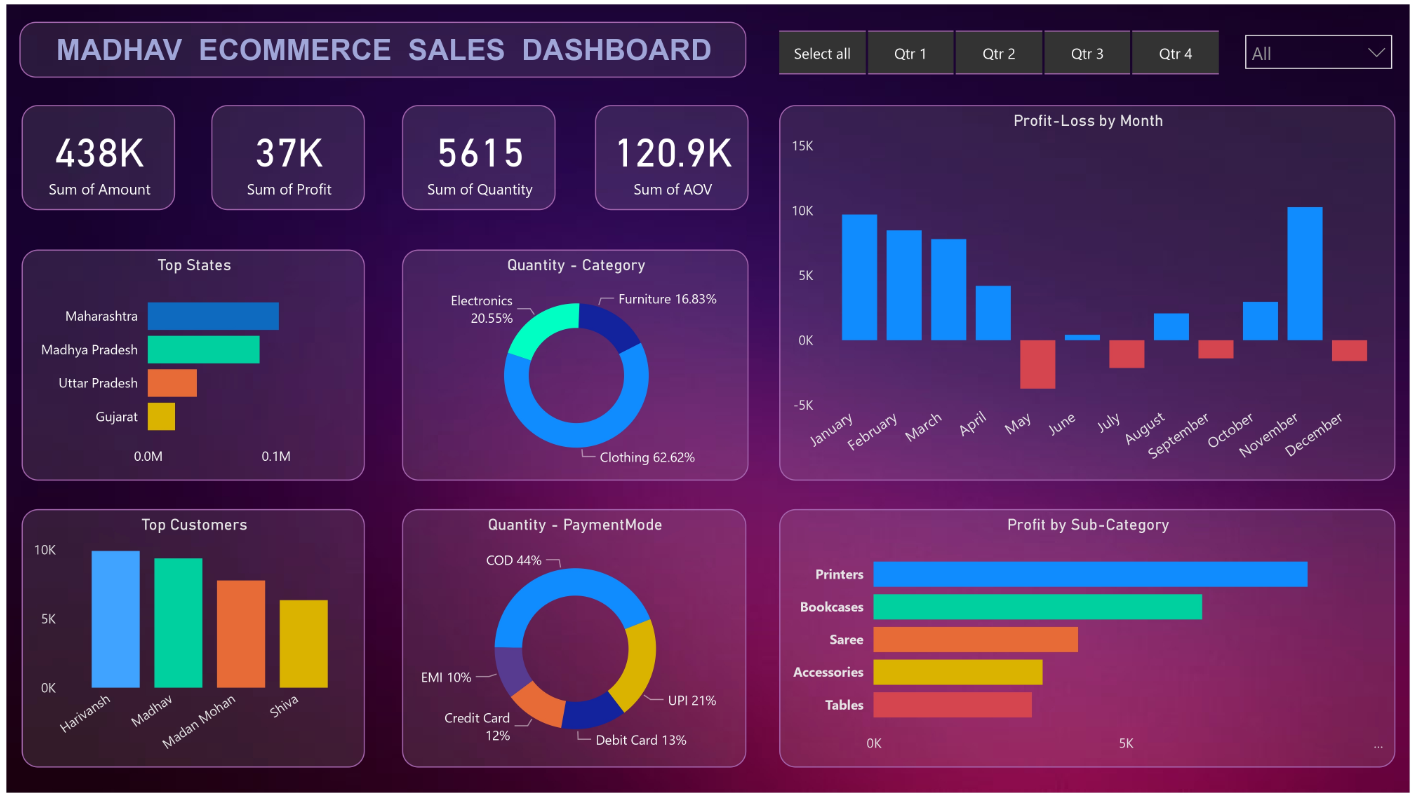 MADHAV ECOMMERCE SALES DASHBOARD
Select all
Qtr 1
Qtr 2
Qtr 3
Qtr 4
All
438K
Sum of Amount
37K
Sum of Profit
5615
Sum of Quantity
120.9K
Sum of AOV
Profit-Loss by Month
15K
10K
5K
0K
-5K
January
February
March
April
May
June
July
August
September
October
November
December
Top States
Maharashtra
Madhya Pradesh
Uttar Pradesh
Gujarat
0.0M
0.1M
Quantity - Category
Electronics
20.55%
Furniture 16.83%
Clothing 62.62%
Top Customers
10K
5K
0K
Harivansh
Madhav
Madan Mohan
Shiva
Quantity - PaymentMode
COD 44%
EMI 10%
Credit Card
12%
Debit Card 13%
UPI 21%
Profit by Sub-Category
Printers
Bookcases
Saree
Accessories
Tables
0K
5K
...